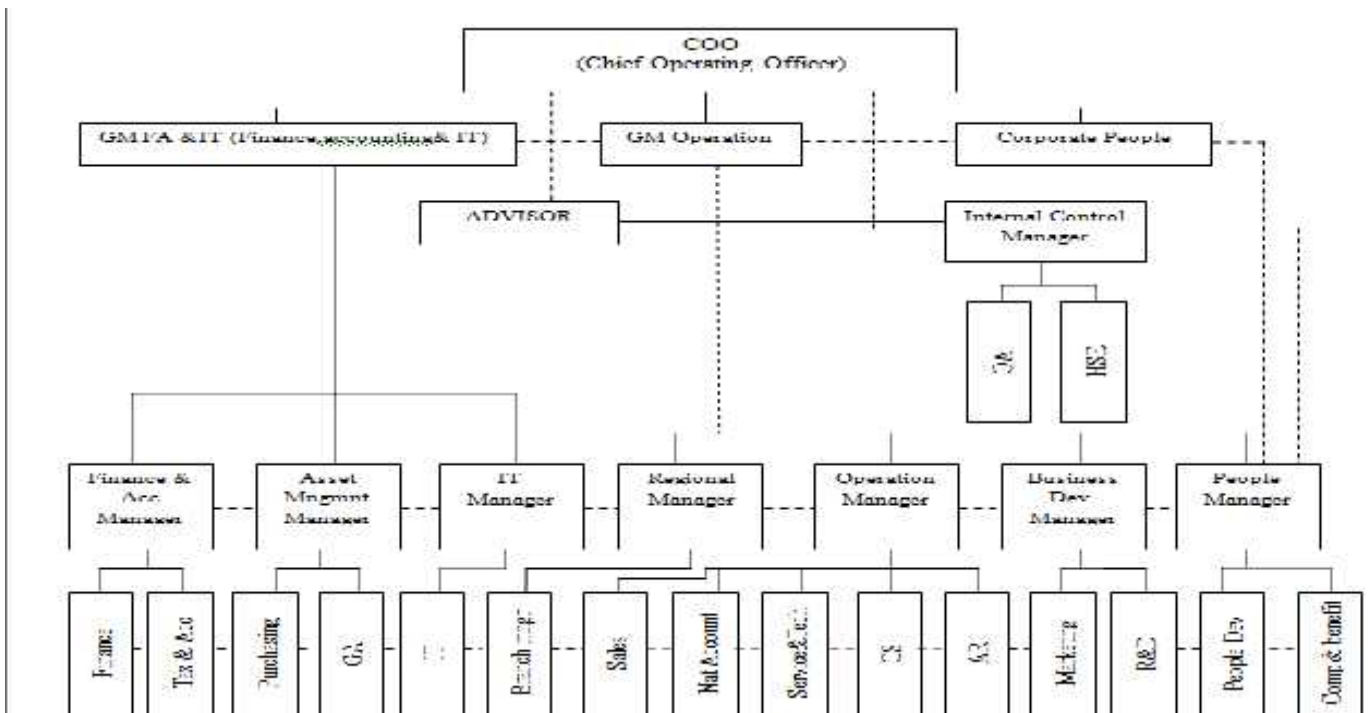 COO
(Chief Operating Officer)
GM FA & IT (Finance,accounting& IT)
GM Operation
Corporate People
ADVISOR
Internal Control
Manager
QA
HSE
Finance &
Acc
Manager
Asset
Mngmnt
Manager
IT
Manager
Regional
Manager
Operation
Manager
Business
Dev
Manager
People
Manager
Finance
Tax & Acc
Purchasing
GA
Sales
Nat Account
CS
AR
Marketing
R&D
People Dev
Comp & Benefit